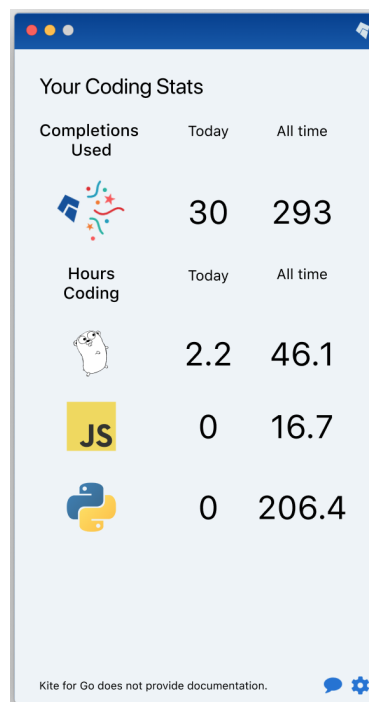 Your Coding Stats
Completions Used Today All time
30 293
Hours Coding Today All time
2.2 46.1
JS 0 16.7
0 206.4
Kite for Go does not provide documentation.